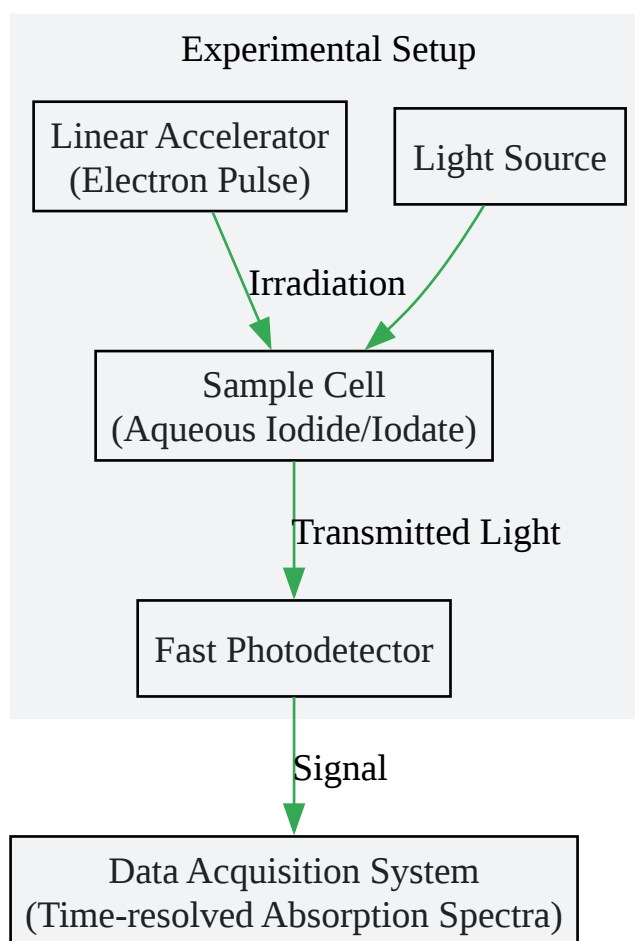 Experimental Setup
Linear Accelerator
(Electron Pulse)
Light Source
Irradiation
Sample Cell
(Aqueous Iodide/Iodate)
Transmitted Light
Fast Photodetector
Signal
Data Acquisition System
(Time-resolved Absorption Spectra)